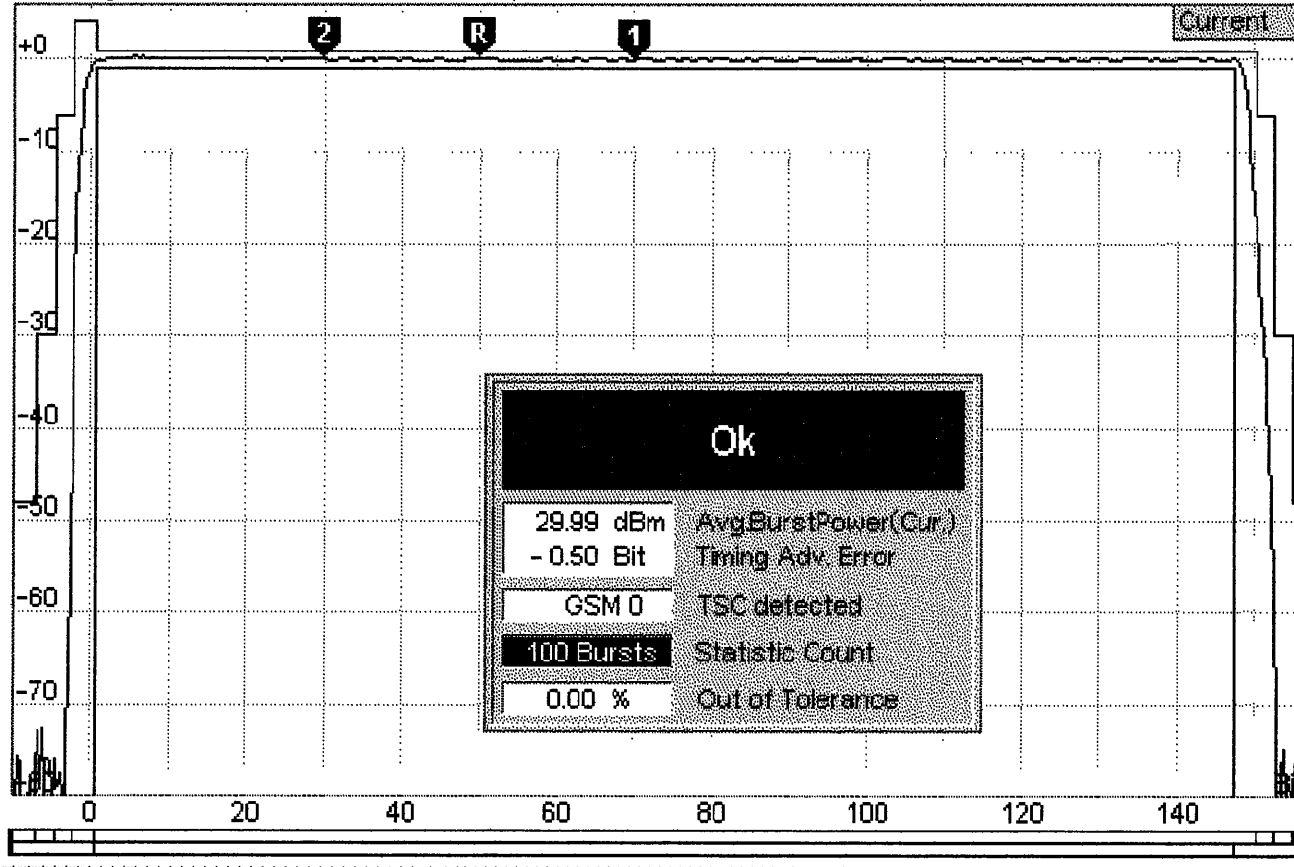 Current
2 R 1
+0
-10
-20
-30
-40
-50
-60
-70
Ok
29.99 dBm Avg.BurstPower(Cur.)
- 0.50 Bit Timing Adv. Error
GSM 0 TSC detected
100 Bursts Statistic Count
0.00 % Out of Tolerance
0 20 40 60 80 100 120 140